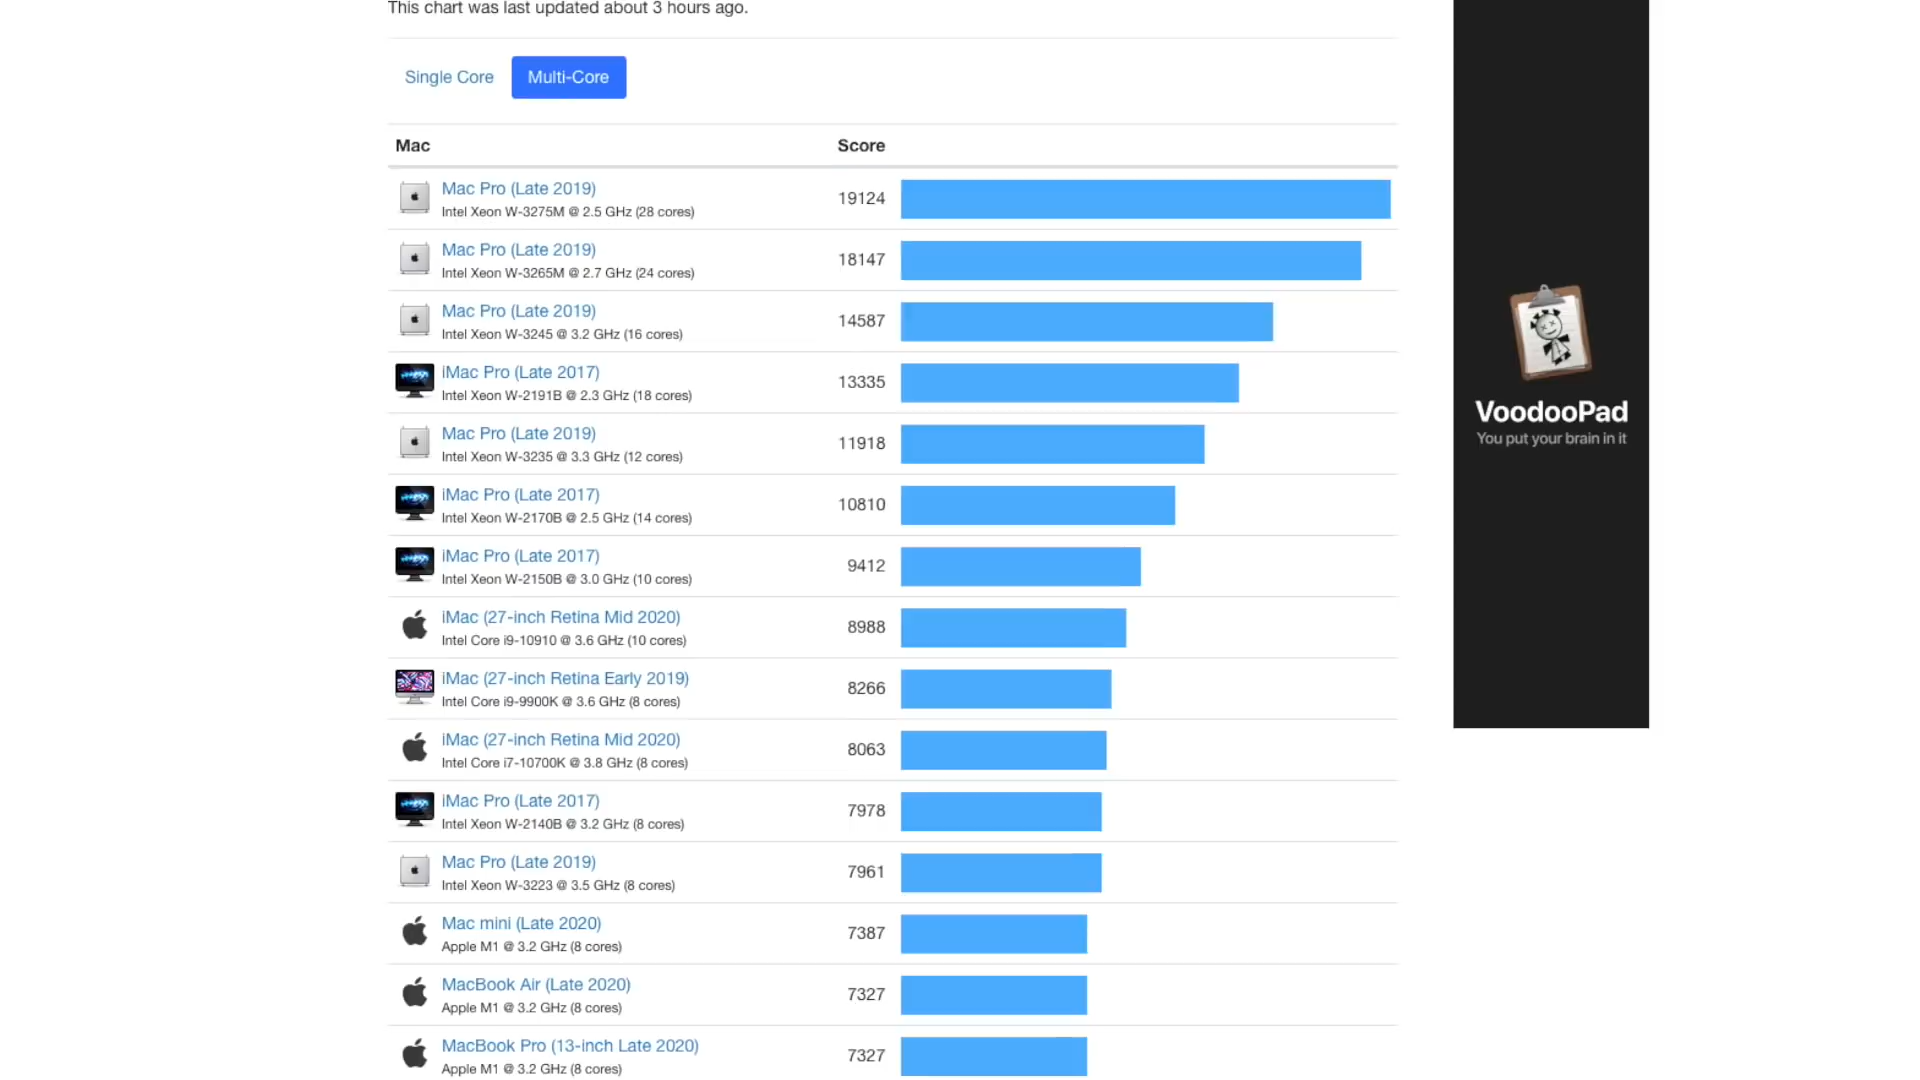 This chart was last updated about 3 hours ago.
Single Core Multi-Core
Mac Score
Mac Pro (Late 2019)
Intel Xeon W-3275M @ 2.5 GHz (28 cores)
19124
Mac Pro (Late 2019)
Intel Xeon W-3265M @ 2.7 GHz (24 cores)
18147
Mac Pro (Late 2019)
Intel Xeon W-3245 @ 3.2 GHz (16 cores)
14587
iMac Pro (Late 2017)
Intel Xeon W-2191B @ 2.3 GHz (18 cores)
13335
Mac Pro (Late 2019)
Intel Xeon W-3235 @ 3.3 GHz (12 cores)
11918
iMac Pro (Late 2017)
Intel Xeon W-2170B @ 2.5 GHz (14 cores)
10810
iMac Pro (Late 2017)
Intel Xeon W-2150B @ 3.0 GHz (10 cores)
9412
iMac (27-inch Retina Mid 2020)
Intel Core i9-10910 @ 3.6 GHz (10 cores)
8988
iMac (27-inch Retina Early 2019)
Intel Core i9-9900K @ 3.6 GHz (8 cores)
8266
iMac (27-inch Retina Mid 2020)
Intel Core i7-10700K @ 3.8 GHz (8 cores)
8063
iMac Pro (Late 2017)
Intel Xeon W-2140B @ 3.2 GHz (8 cores)
7978
Mac Pro (Late 2019)
Intel Xeon W-3223 @ 3.5 GHz (8 cores)
7961
Mac mini (Late 2020)
Apple M1 @ 3.2 GHz (8 cores)
7387
MacBook Air (Late 2020)
Apple M1 @ 3.2 GHz (8 cores)
7327
MacBook Pro (13-inch Late 2020)
Apple M1 @ 3.2 GHz (8 cores)
7327
VoodooPad
You put your brain in it